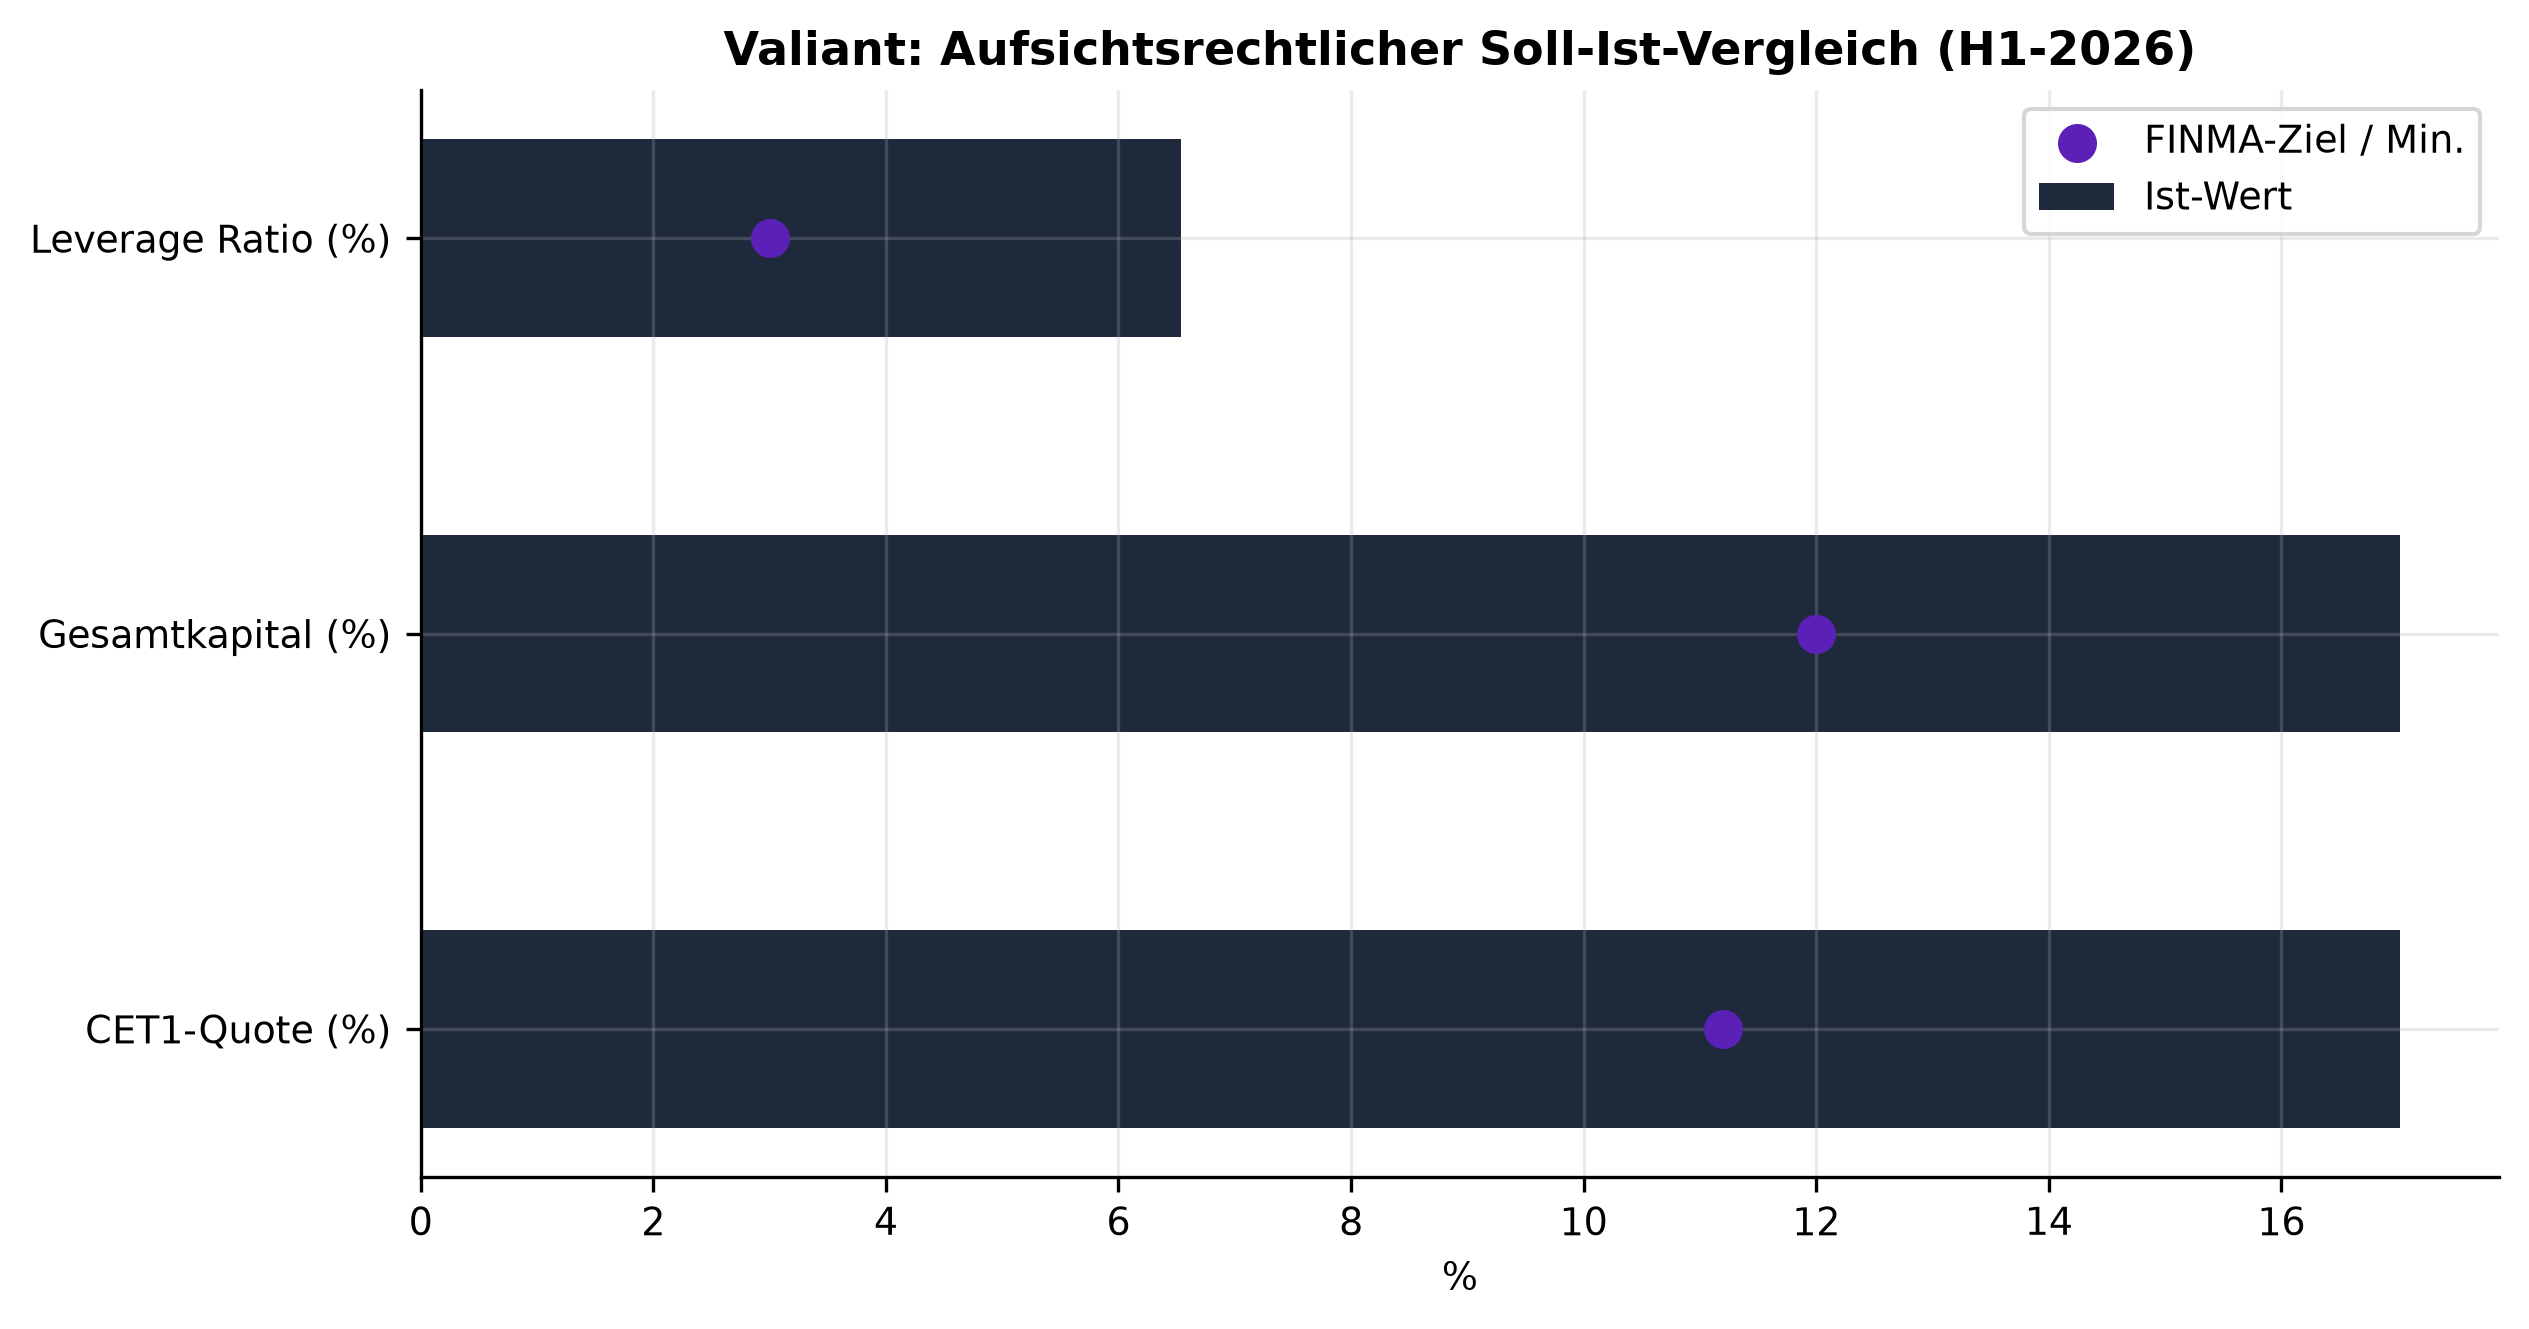 Valiant: Aufsichtsrechtlicher Soll-Ist-Vergleich (H1-2026)
FINMA-Ziel / Min.
Ist-Wert
Leverage Ratio (%)
Gesamtkapital (%)
CET1-Quote (%)
0 2 4 6 8 10 12 14 16
%